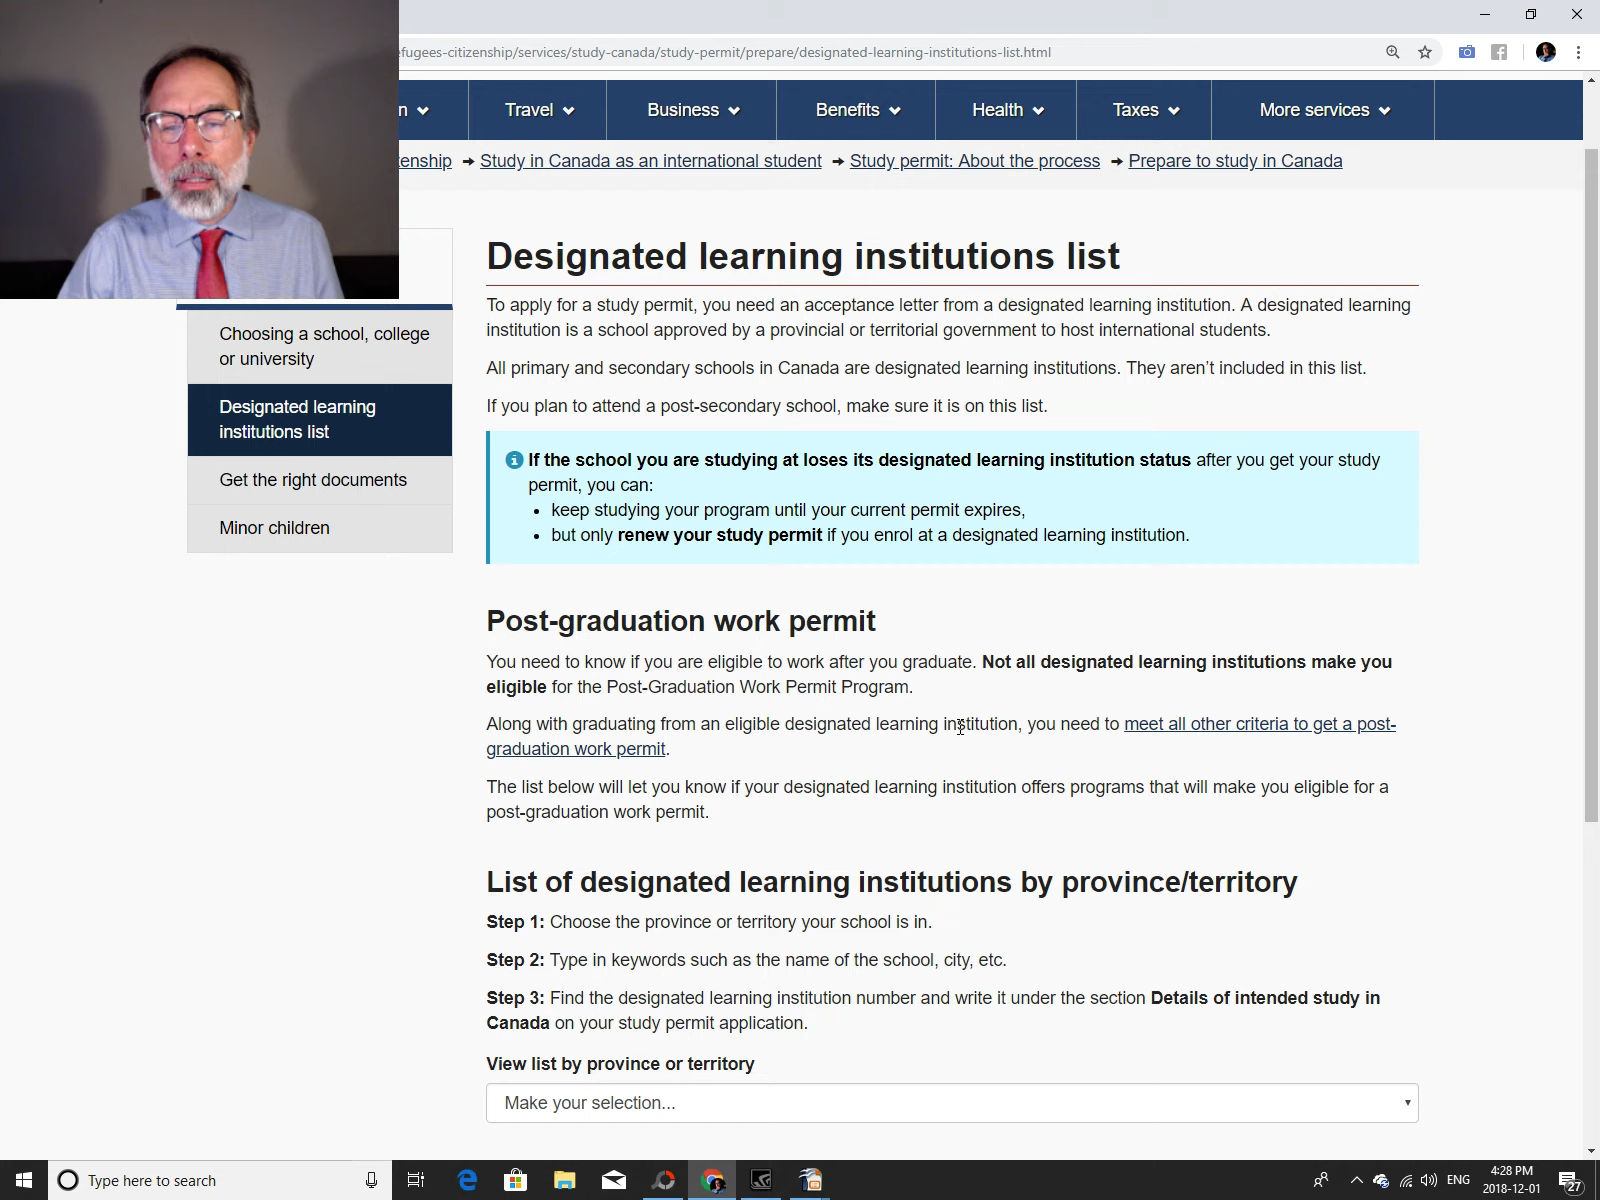 efugees-citizenship/services/study-canada/study-permit/prepare/designated-learning-institutions-list.html
n Travel Business Benefits Health Taxes More services
enship → Study in Canada as an international student → Study permit: About the process → Prepare to study in Canada
Choosing a school, college
or university
Designated learning
institutions list
Get the right documents
Minor children
Designated learning institutions list
To apply for a study permit, you need an acceptance letter from a designated learning institution. A designated learning
institution is a school approved by a provincial or territorial government to host international students.
All primary and secondary schools in Canada are designated learning institutions. They aren't included in this list.
If you plan to attend a post-secondary school, make sure it is on this list.
If the school you are studying at loses its designated learning institution status after you get your study
permit, you can:
• keep studying your program until your current permit expires,
• but only renew your study permit if you enrol at a designated learning institution.
Post-graduation work permit
You need to know if you are eligible to work after you graduate. Not all designated learning institutions make you
eligible for the Post-Graduation Work Permit Program.
Along with graduating from an eligible designated learning institution, you need to meet all other criteria to get a post-
graduation work permit.
The list below will let you know if your designated learning institution offers programs that will make you eligible for a
post-graduation work permit.
List of designated learning institutions by province/territory
Step 1: Choose the province or territory your school is in.
Step 2: Type in keywords such as the name of the school, city, etc.
Step 3: Find the designated learning institution number and write it under the section Details of intended study in
Canada on your study permit application.
View list by province or territory
Make your selection...
Type here to search
ENG
4:28 PM
2018-12-01
27